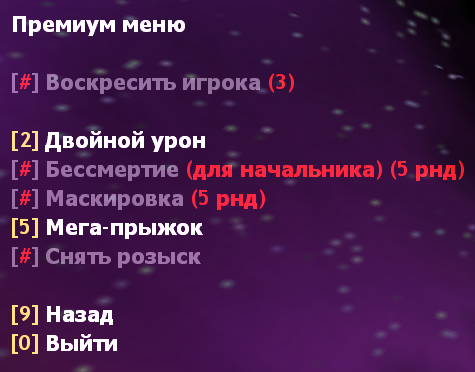 Премиум меню
[#] Воскресить игрока (3)
[2] Двойной урон
[#] Бессмертие (для начальника) (5 рнд)
[#] Маскировка (5 рнд)
[5] Мега-прыжок
[#] Снять розыск
[9] Назад
[0] Выйти